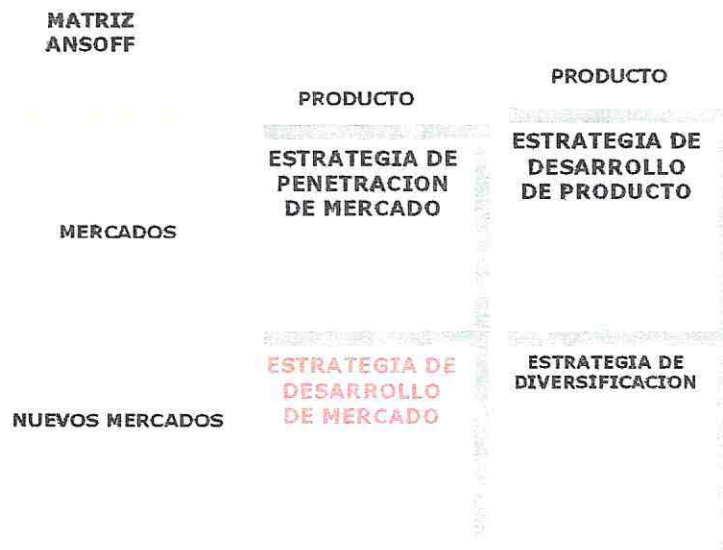 MATRIZ
ANSOFF
PRODUCTO
PRODUCTO
ESTRATEGIA DE
PENETRACION
DE MERCADO
ESTRATEGIA DE
DESARROLLO
DE PRODUCTO
MERCADOS
ESTRATEGIA DE
DESARROLLO
DE MERCADO
ESTRATEGIA DE
DIVERSIFICACION
NUEVOS MERCADOS